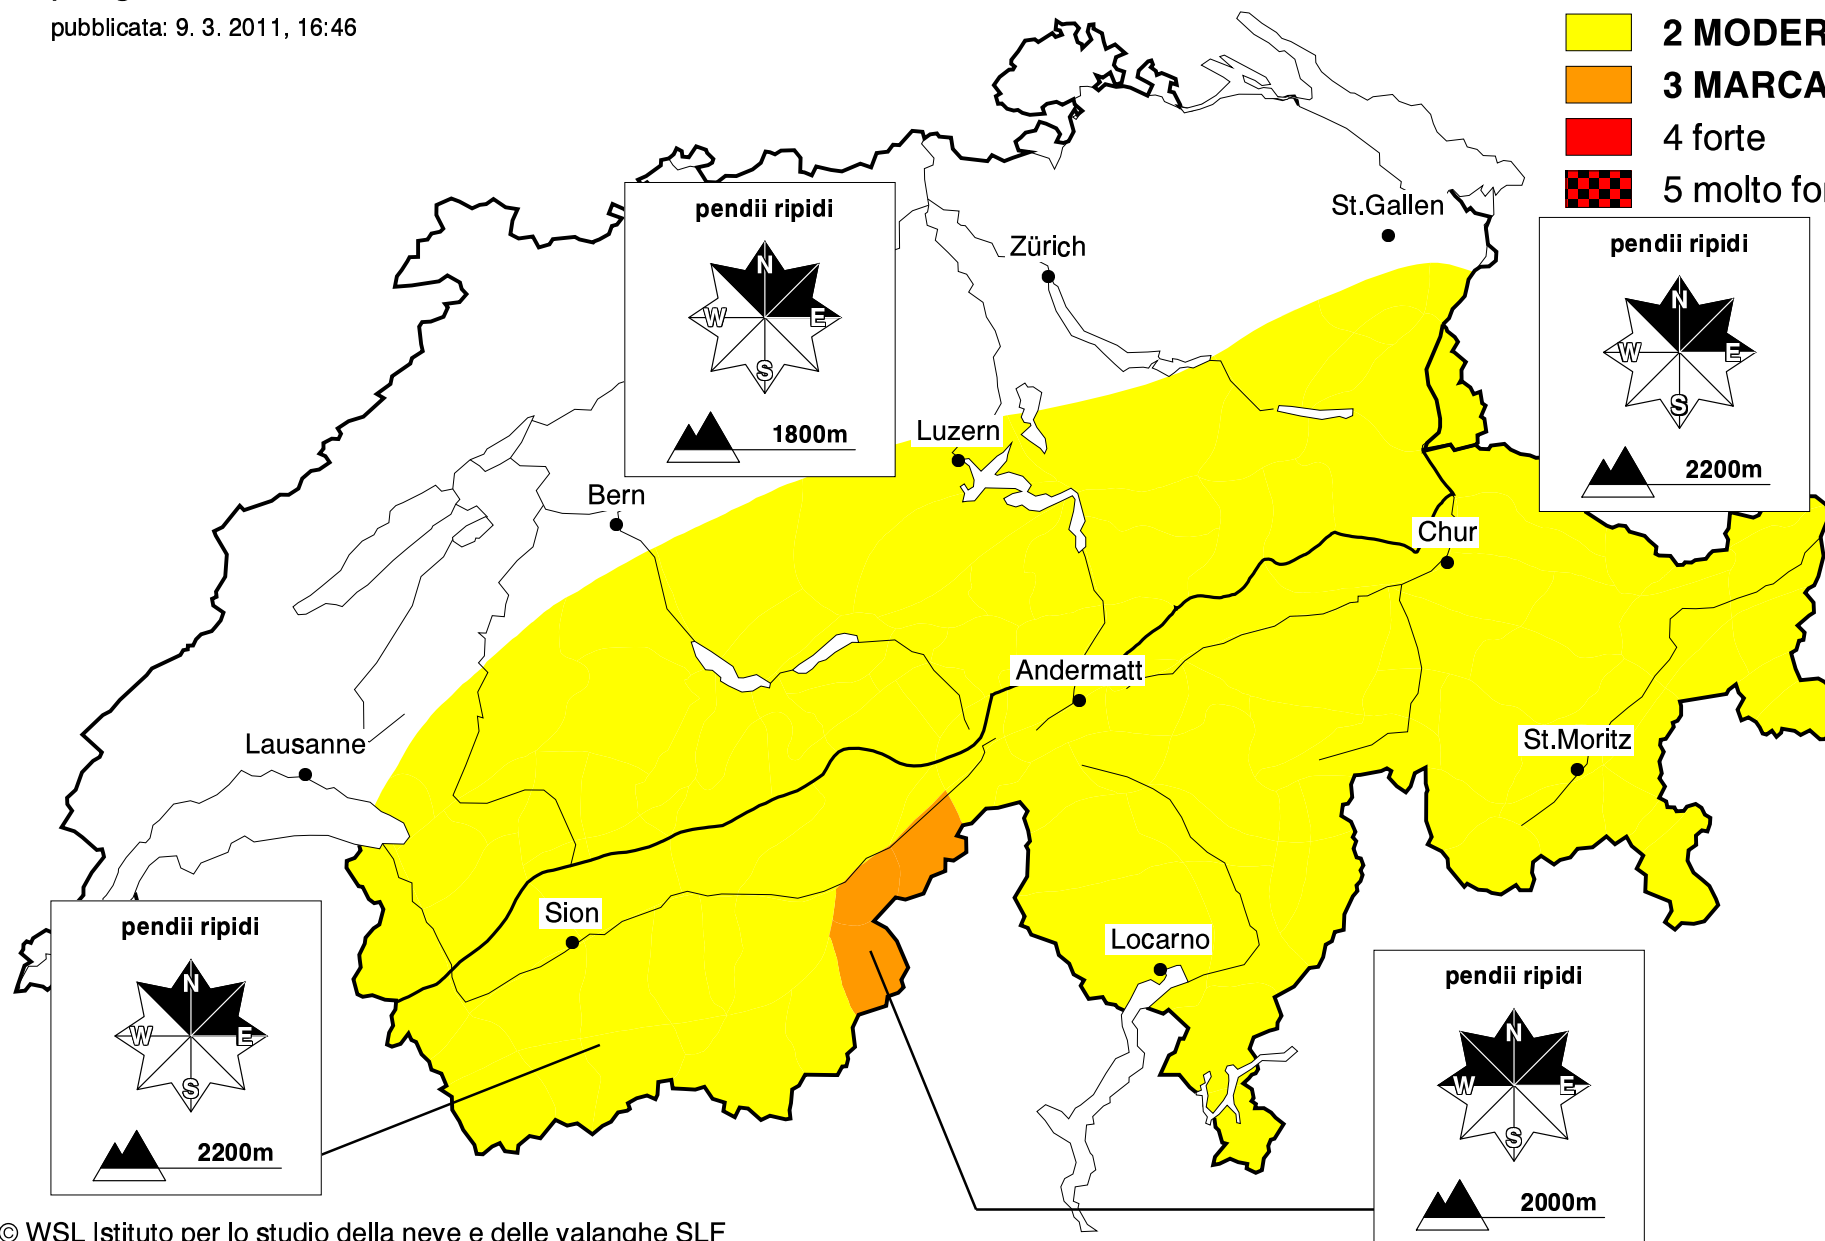 pubblicata: 9. 3. 2011, 16:46
2 MODER
3 MARCA
4 forte
5 molto for
pendii ripidi
N
W E
S
1800m
St.Gallen
Zürich
pendii ripidi
N
W E
S
2200m
Luzern
Bern
Chur
Andermatt
Lausanne
St.Moritz
Sion
Locarno
pendii ripidi
N
W E
S
2200m
pendii ripidi
N
W E
S
2000m
© WSL Istituto per lo studio della neve e delle valanghe SLF